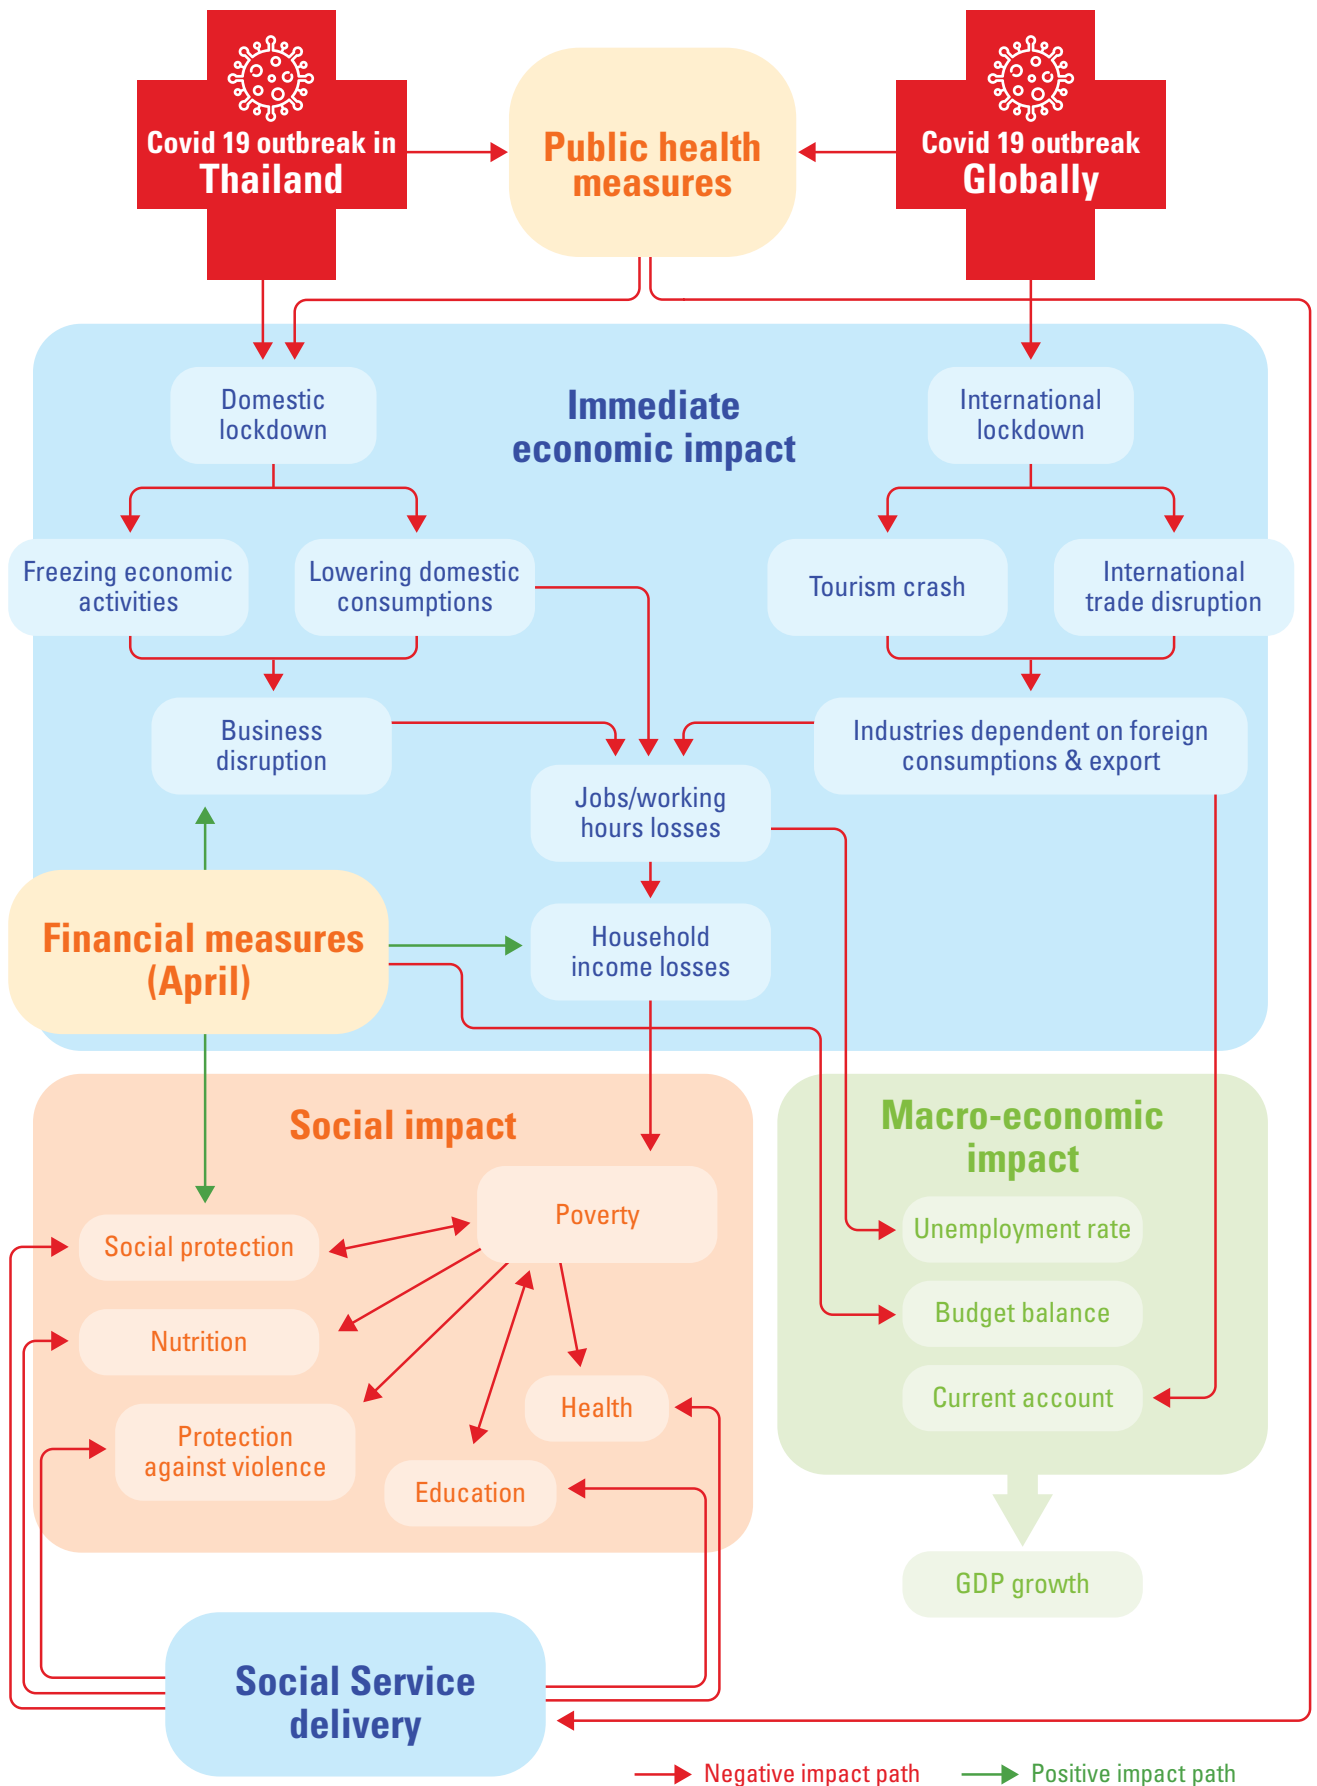 Covid 19 outbreak in
Thailand
Public health
measures
Covid 19 outbreak
Globally
Domestic
lockdown
Immediate
economic impact
International
lockdown
Freezing economic
activities
Lowering domestic
consumptions
Tourism crash
International
trade disruption
Business
disruption
Industries dependent on foreign
consumptions & export
Jobs/working
hours losses
Financial measures
(April)
Household
income losses
Social impact
Macro-economic
impact
Poverty
Social protection
Unemployment rate
Nutrition
Budget balance
Health
Current account
Protection
against violence
Education
GDP growth
Social Service
delivery
Negative impact path
Positive impact path